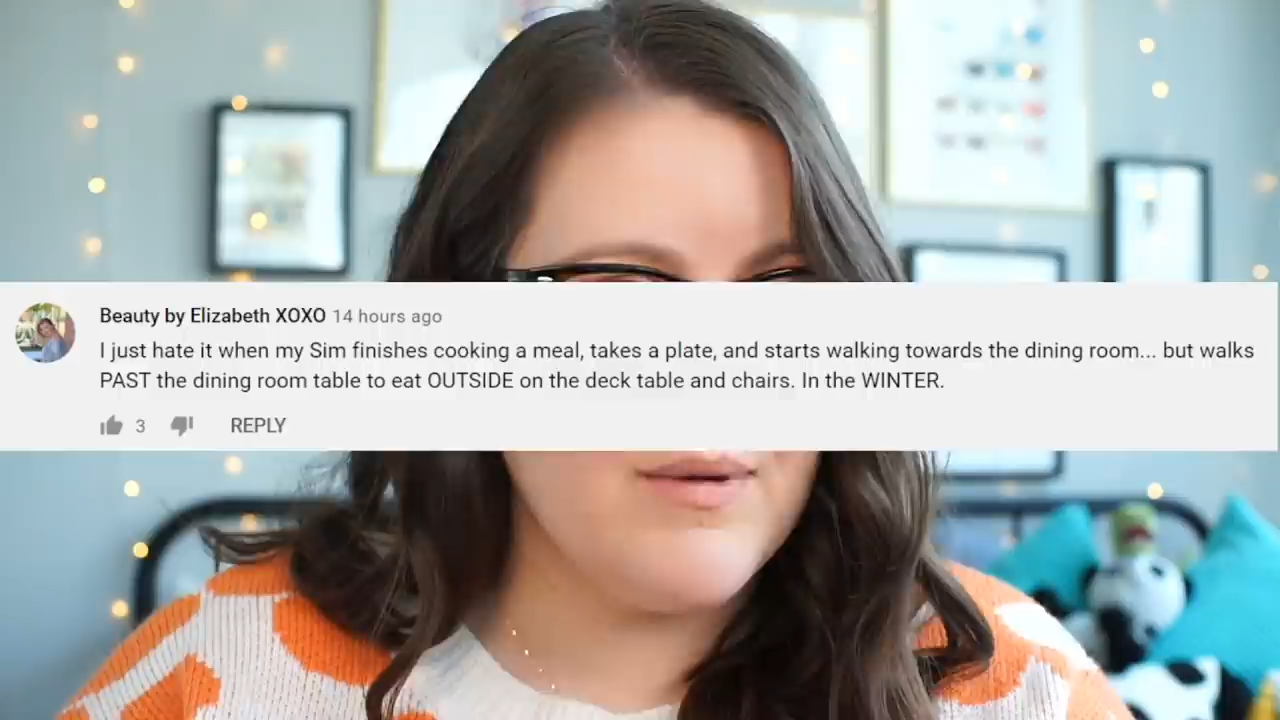 Beauty by Elizabeth XOXO 14 hours ago
I just hate it when my Sim finishes cooking a meal, takes a plate, and starts walking towards the dining room... but walks
PAST the dining room table to eat OUTSIDE on the deck table and chairs. In the WINTER.
3 REPLY